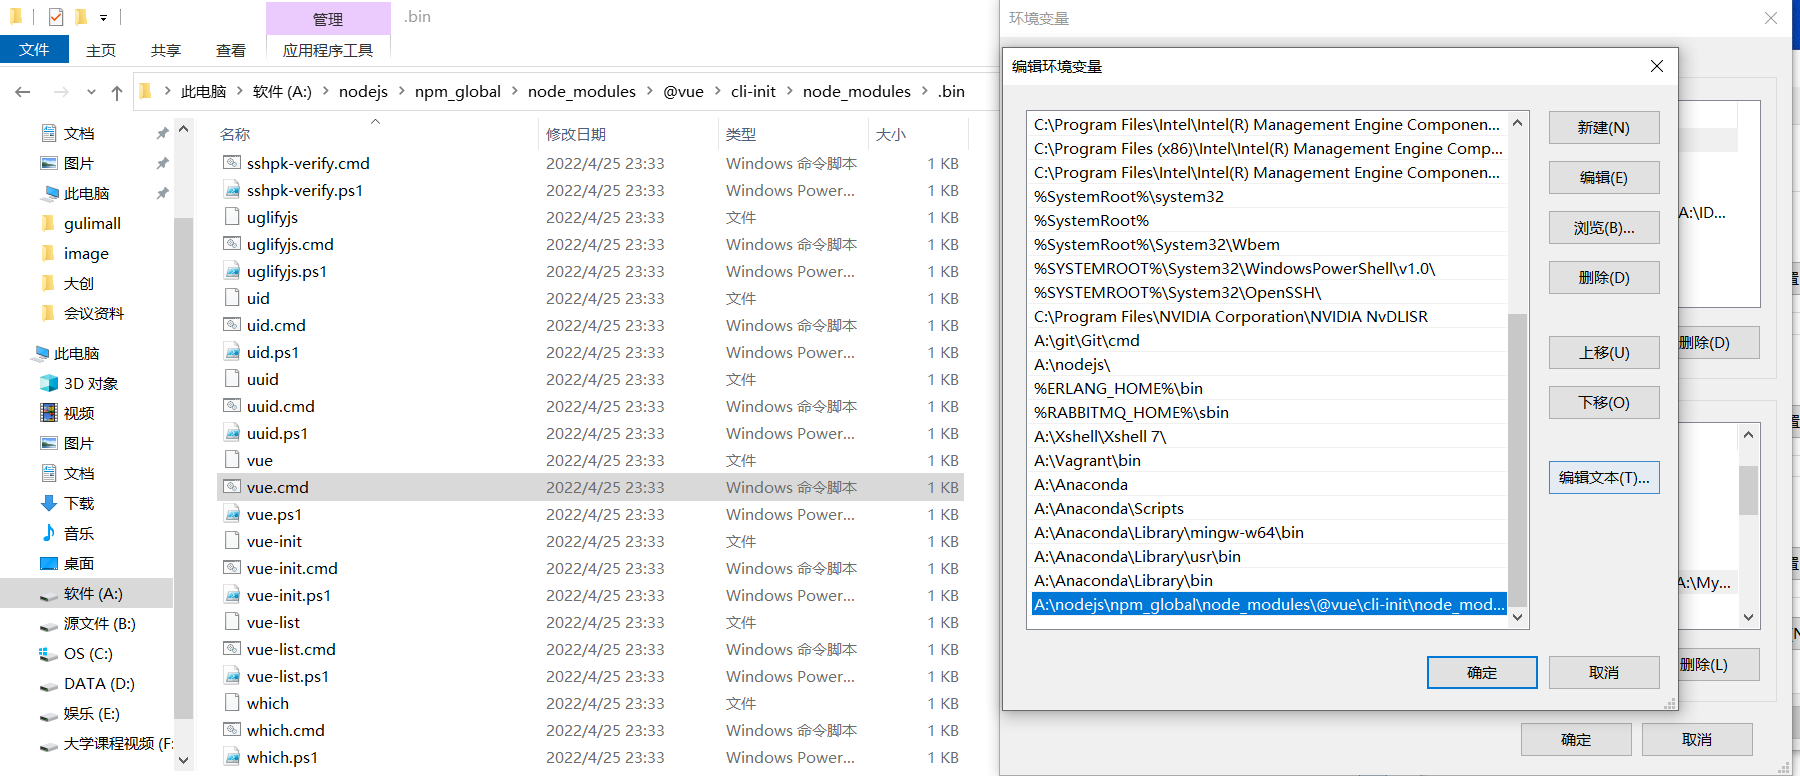 管理
.bin
文件
主页
共享
查看
应用程序工具
此电脑 > 软件 (A:) > nodejs > npm_global > node_modules > @vue > cli-init > node_modules > .bin
文档
图片
此电脑
gulimall
image
大创
会议资料
此电脑
3D 对象
视频
图片
文档
下载
音乐
桌面
软件 (A:)
源文件 (B:)
OS (C:)
DATA (D:)
娱乐 (E:)
大学课程视频 (F:
名称 修改日期 类型 大小
sshpk-verify.cmd 2022/4/25 23:33 Windows 命令脚本 1 KB
sshpk-verify.ps1 2022/4/25 23:33 Windows Power... 1 KB
uglifyjs 2022/4/25 23:33 文件 1 KB
uglifyjs.cmd 2022/4/25 23:33 Windows 命令脚本 1 KB
uglifyjs.ps1 2022/4/25 23:33 Windows Power... 1 KB
uid 2022/4/25 23:33 文件 1 KB
uid.cmd 2022/4/25 23:33 Windows 命令脚本 1 KB
uid.ps1 2022/4/25 23:33 Windows Power... 1 KB
uuid 2022/4/25 23:33 文件 1 KB
uuid.cmd 2022/4/25 23:33 Windows 命令脚本 1 KB
uuid.ps1 2022/4/25 23:33 Windows Power... 1 KB
vue 2022/4/25 23:33 文件 1 KB
vue.cmd 2022/4/25 23:33 Windows 命令脚本 1 KB
vue.ps1 2022/4/25 23:33 Windows Power... 1 KB
vue-init 2022/4/25 23:33 文件 1 KB
vue-init.cmd 2022/4/25 23:33 Windows 命令脚本 1 KB
vue-init.ps1 2022/4/25 23:33 Windows Power... 1 KB
vue-list 2022/4/25 23:33 文件 1 KB
vue-list.cmd 2022/4/25 23:33 Windows 命令脚本 1 KB
vue-list.ps1 2022/4/25 23:33 Windows Power... 1 KB
which 2022/4/25 23:33 文件 1 KB
which.cmd 2022/4/25 23:33 Windows 命令脚本 1 KB
which.ps1 2022/4/25 23:33 Windows Power... 1 KB
环境变量
编辑环境变量
C:\Program Files\Intel\Intel(R) Management Engine Componen...
C:\Program Files (x86)\Intel\Intel(R) Management Engine Comp...
C:\Program Files\Intel\Intel(R) Management Engine Componen...
%SystemRoot%\system32
%SystemRoot%
%SystemRoot%\System32\Wbem
%SYSTEMROOT%\System32\WindowsPowerShell\v1.0\
%SYSTEMROOT%\System32\OpenSSH\
C:\Program Files\NVIDIA Corporation\NVIDIA NvDLISR
A:\git\Git\cmd
A:\nodejs\
%ERLANG_HOME%\bin
%RABBITMQ_HOME%\sbin
A:\Xshell\Xshell 7\
A:\Vagrant\bin
A:\Anaconda
A:\Anaconda\Scripts
A:\Anaconda\Library\mingw-w64\bin
A:\Anaconda\Library\usr\bin
A:\Anaconda\Library\bin
A:\nodejs\npm_global\node_modules\@vue\cli-init\node_mod...
新建(N)
编辑(E)
浏览(B)...
删除(D)
上移(U)
下移(O)
编辑文本(T)...
确定
取消
A:\ID...
删除(D)
A:\My...
删除(L)
确定
取消